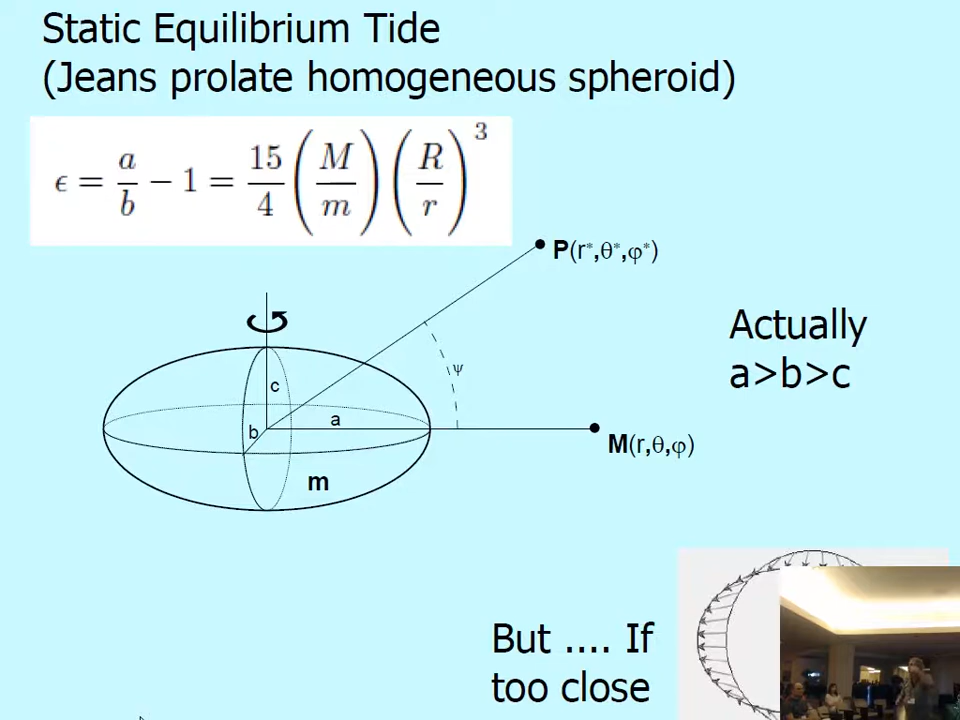 Static Equilibrium Tide
(Jeans prolate homogeneous spheroid)
ϵ = a/b − 1 = 15/4 (M/m) (R/r)^3
P(r*,θ*,φ*)
Actually
a>b>c
ψ
c
a
b
M(r,θ,φ)
m
But .... If
too close